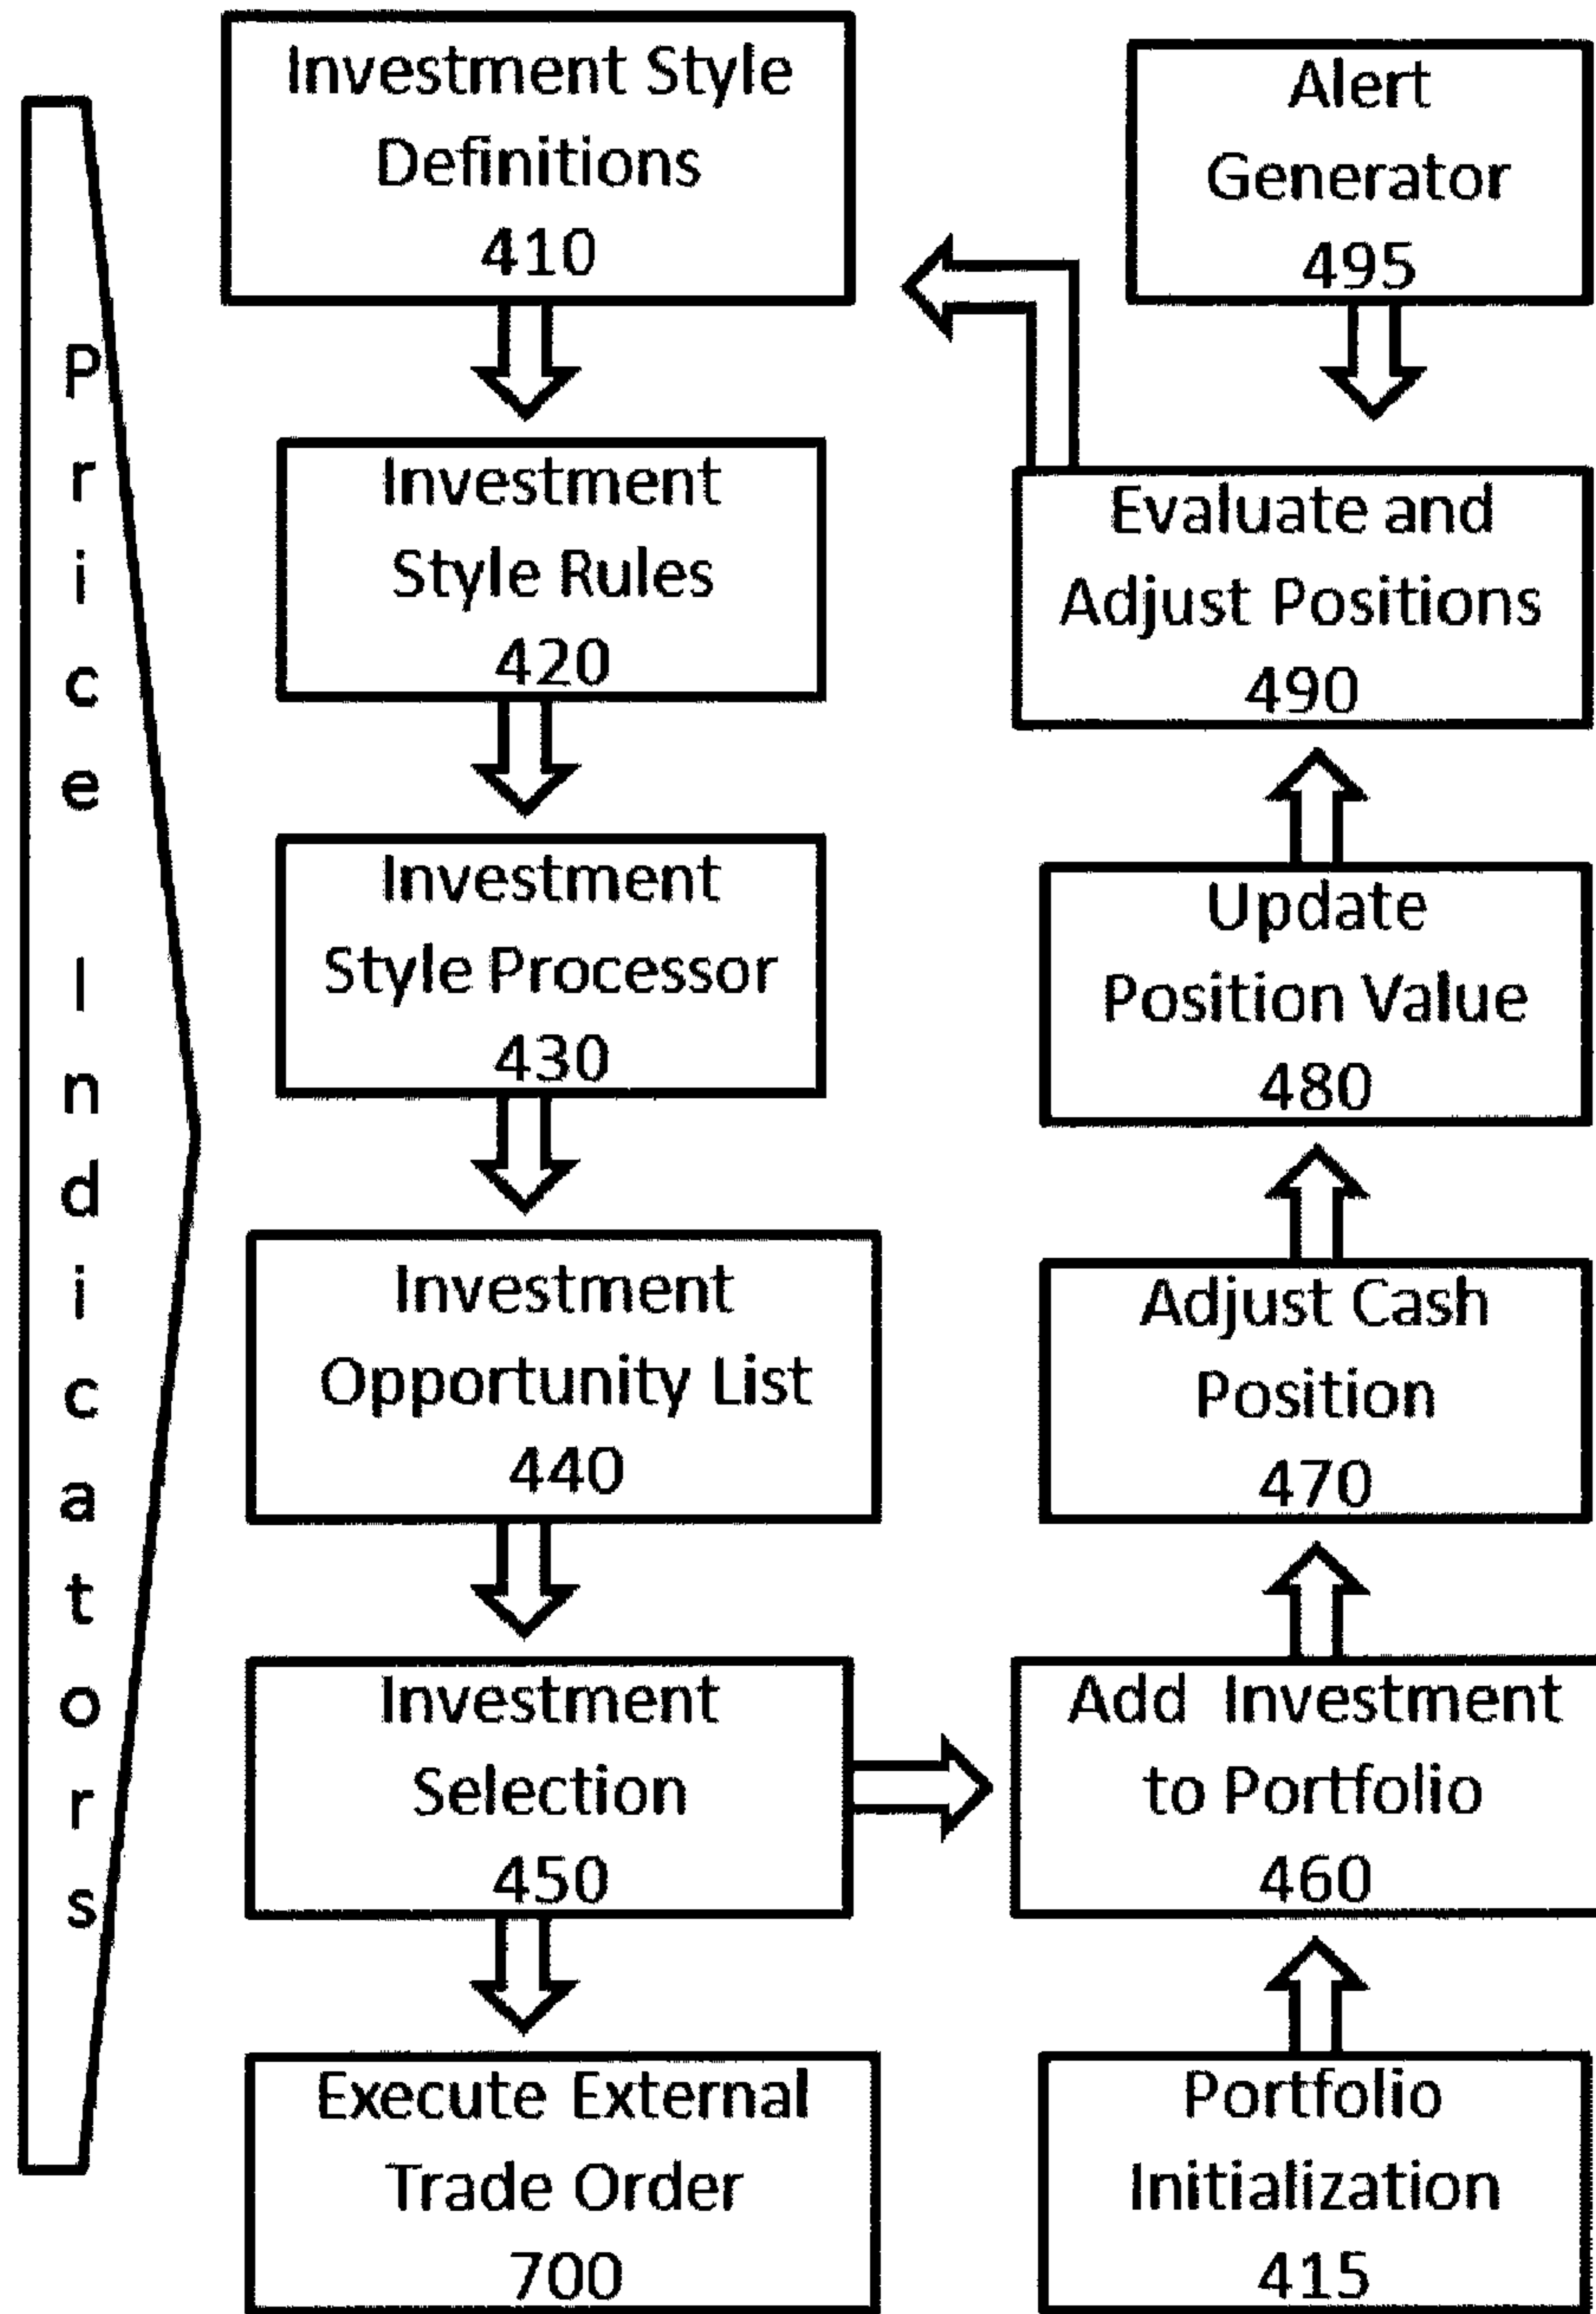 Price Indicators
Investment Style
Definitions
410
Investment
Style Rules
420
Investment
Style Processor
430
Investment
Opportunity List
440
Investment
Selection
450
Execute External
Trade Order
700
Alert
Generator
495
Evaluate and
Adjust Positions
490
Update
Position Value
480
Adjust Cash
Position
470
Add Investment
to Portfolio
460
Portfolio
Initialization
415